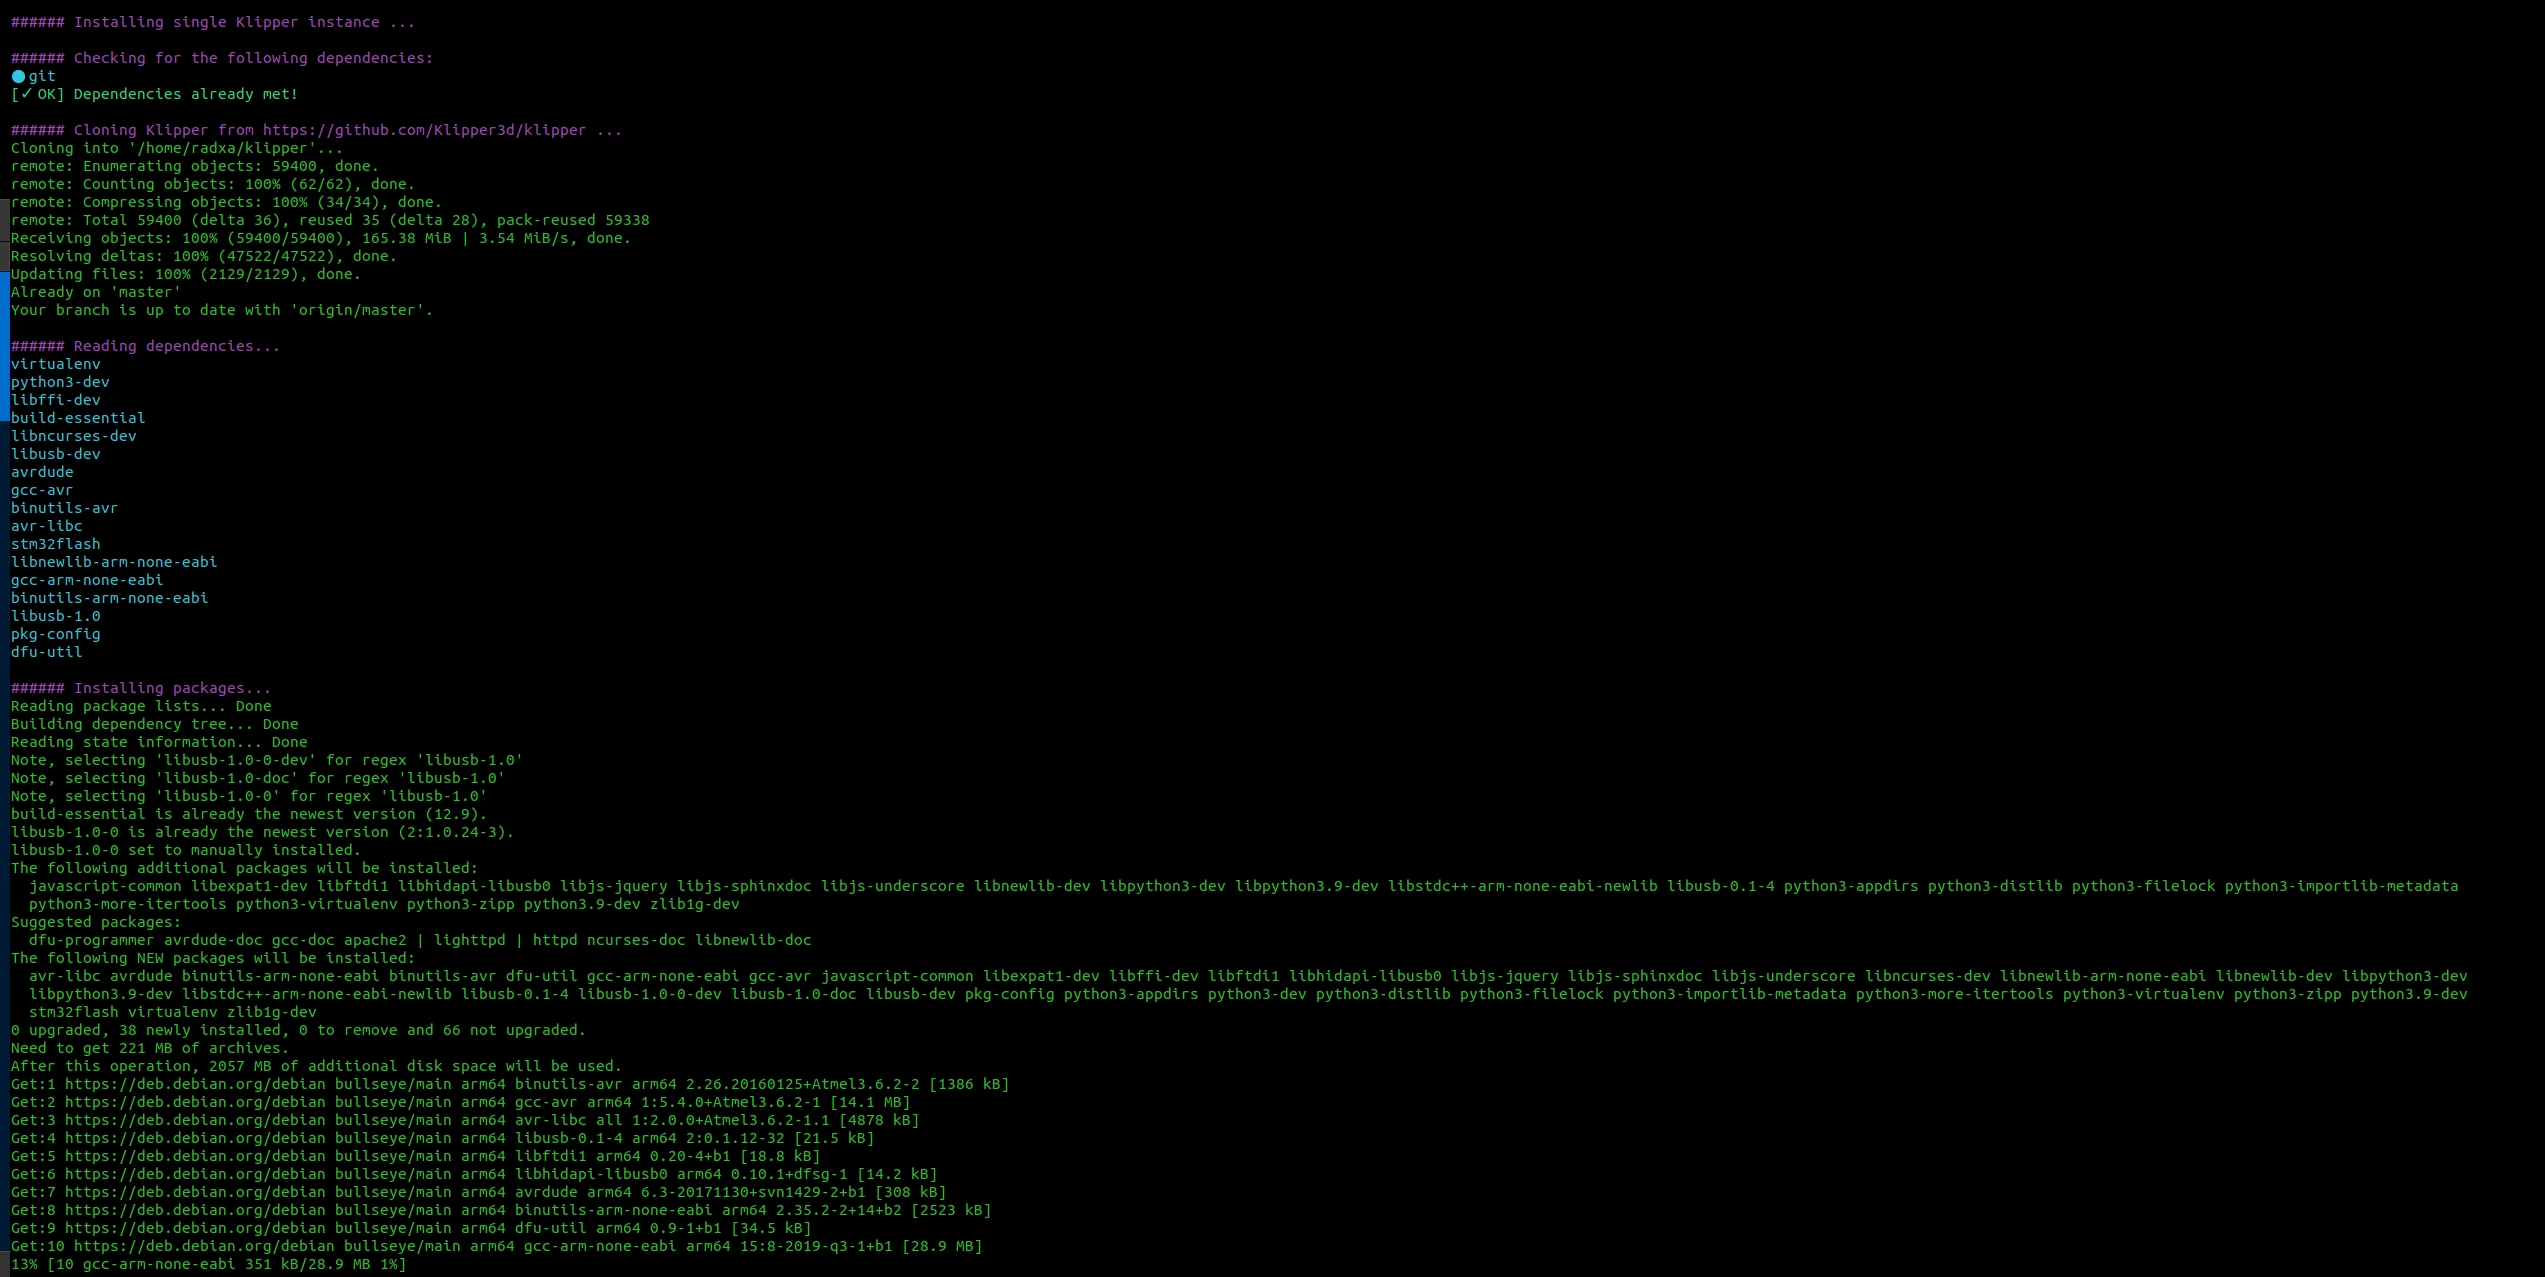 ###### Installing single Klipper instance ...
###### Checking for the following dependencies:
● git
[✓ OK] Dependencies already met!
###### Cloning Klipper from https://github.com/Klipper3d/klipper ...
Cloning into '/home/radxa/klipper'...
remote: Enumerating objects: 59400, done.
remote: Counting objects: 100% (62/62), done.
remote: Compressing objects: 100% (34/34), done.
remote: Total 59400 (delta 36), reused 35 (delta 28), pack-reused 59338
Receiving objects: 100% (59400/59400), 165.38 MiB | 3.54 MiB/s, done.
Resolving deltas: 100% (47522/47522), done.
Updating files: 100% (2129/2129), done.
Already on 'master'
Your branch is up to date with 'origin/master'.
###### Reading dependencies...
virtualenv
python3-dev
libffi-dev
build-essential
libncurses-dev
libusb-dev
avrdude
gcc-avr
binutils-avr
avr-libc
stm32flash
libnewlib-arm-none-eabi
gcc-arm-none-eabi
binutils-arm-none-eabi
libusb-1.0
pkg-config
dfu-util
###### Installing packages...
Reading package lists... Done
Building dependency tree... Done
Reading state information... Done
Note, selecting 'libusb-1.0-0-dev' for regex 'libusb-1.0'
Note, selecting 'libusb-1.0-doc' for regex 'libusb-1.0'
Note, selecting 'libusb-1.0-0' for regex 'libusb-1.0'
build-essential is already the newest version (12.9).
libusb-1.0-0 is already the newest version (2:1.0.24-3).
libusb-1.0-0 set to manually installed.
The following additional packages will be installed:
  javascript-common libexpat1-dev libftdi1 libhidapi-libusb0 libjs-jquery libjs-sphinxdoc libjs-underscore libnewlib-dev libpython3-dev libpython3.9-dev libstdc++-arm-none-eabi-newlib libusb-0.1-4 python3-appdirs python3-distlib python3-filelock python3-importlib-metadata
  python3-more-itertools python3-virtualenv python3-zipp python3.9-dev zlib1g-dev
Suggested packages:
  dfu-programmer avrdude-doc gcc-doc apache2 | lighttpd | httpd ncurses-doc libnewlib-doc
The following NEW packages will be installed:
  avr-libc avrdude binutils-arm-none-eabi binutils-avr dfu-util gcc-arm-none-eabi gcc-avr javascript-common libexpat1-dev libffi-dev libftdi1 libhidapi-libusb0 libjs-jquery libjs-sphinxdoc libjs-underscore libncurses-dev libnewlib-arm-none-eabi libnewlib-dev libpython3-dev
  libpython3.9-dev libstdc++-arm-none-eabi-newlib libusb-0.1-4 libusb-1.0-0-dev libusb-1.0-doc libusb-dev pkg-config python3-appdirs python3-dev python3-distlib python3-filelock python3-importlib-metadata python3-more-itertools python3-virtualenv python3-zipp python3.9-dev
  stm32flash virtualenv zlib1g-dev
0 upgraded, 38 newly installed, 0 to remove and 66 not upgraded.
Need to get 221 MB of archives.
After this operation, 2057 MB of additional disk space will be used.
Get:1 https://deb.debian.org/debian bullseye/main arm64 binutils-avr arm64 2.26.20160125+Atmel3.6.2-2 [1386 kB]
Get:2 https://deb.debian.org/debian bullseye/main arm64 gcc-avr arm64 1:5.4.0+Atmel3.6.2-1 [14.1 MB]
Get:3 https://deb.debian.org/debian bullseye/main arm64 avr-libc all 1:2.0.0+Atmel3.6.2-1.1 [4878 kB]
Get:4 https://deb.debian.org/debian bullseye/main arm64 libusb-0.1-4 arm64 2:0.1.12-32 [21.5 kB]
Get:5 https://deb.debian.org/debian bullseye/main arm64 libftdi1 arm64 0.20-4+b1 [18.8 kB]
Get:6 https://deb.debian.org/debian bullseye/main arm64 libhidapi-libusb0 arm64 0.10.1+dfsg-1 [14.2 kB]
Get:7 https://deb.debian.org/debian bullseye/main arm64 avrdude arm64 6.3-20171130+svn1429-2+b1 [308 kB]
Get:8 https://deb.debian.org/debian bullseye/main arm64 binutils-arm-none-eabi arm64 2.35.2-2+14+b2 [2523 kB]
Get:9 https://deb.debian.org/debian bullseye/main arm64 dfu-util arm64 0.9-1+b1 [34.5 kB]
Get:10 https://deb.debian.org/debian bullseye/main arm64 gcc-arm-none-eabi arm64 15:8-2019-q3-1+b1 [28.9 MB]
13% [10 gcc-arm-none-eabi 351 kB/28.9 MB 1%]